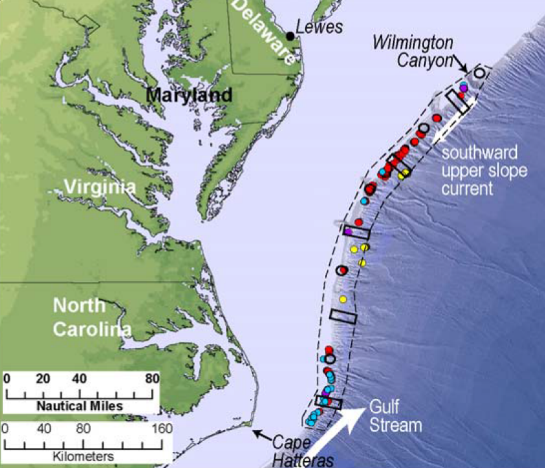 Delaware
Lewes
Wilmington
Canyon
Maryland
southward
upper slope
current
Virginia
North
Carolina
0 20 40 80
Nautical Miles
0 40 80 160
Kilometers
Gulf
Stream
Cape
Hatteras